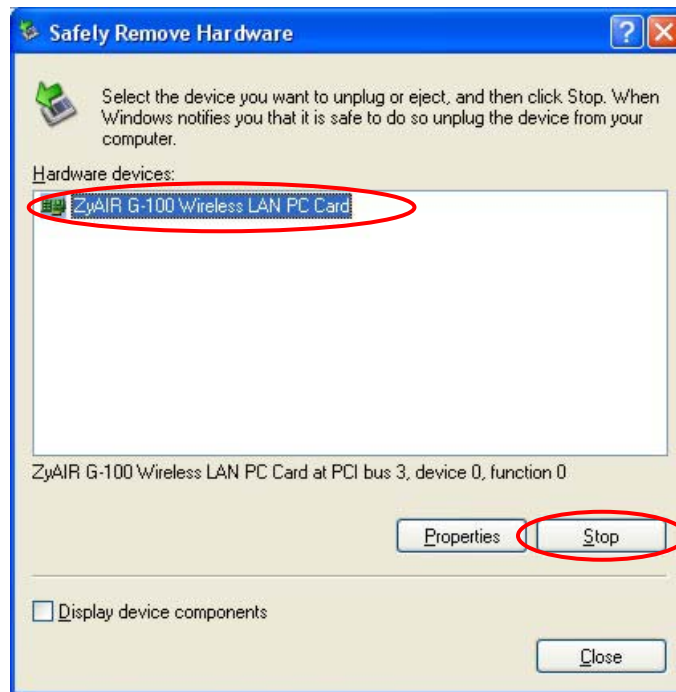 Safely Remove Hardware
Select the device you want to unplug or eject, and then click Stop. When
Windows notifies you that it is safe to do so unplug the device from your
computer.
Hardware devices:
ZyAIR G-100 Wireless LAN PC Card
ZyAIR G-100 Wireless LAN PC Card at PCI bus 3, device 0, function 0
Properties Stop
Display device components
Close